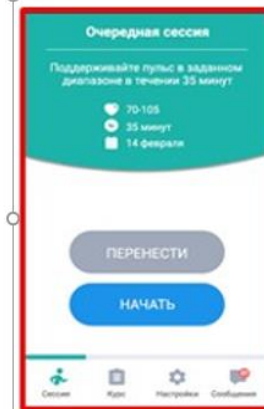 Очередная сессия
Поддерживайте пульс в заданном
диапазоне в течении 35 минут
70-105
35 минут
14 февраля
ПЕРЕНЕСТИ
НАЧАТЬ
Сессия Курс Настройки Сообщения